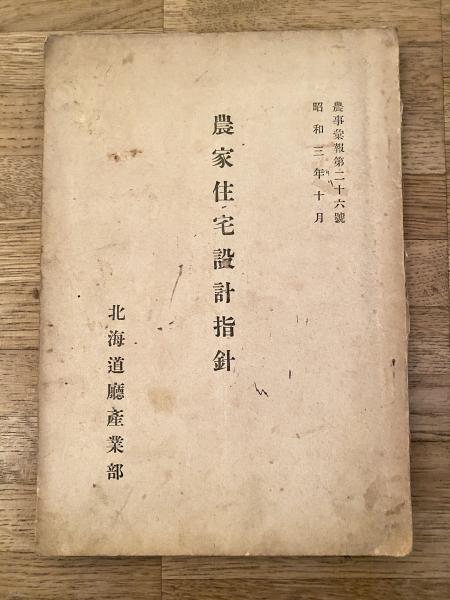 農事彙報第二十六號
昭和三年十月
農家住宅設計指針
北海道廳產業部